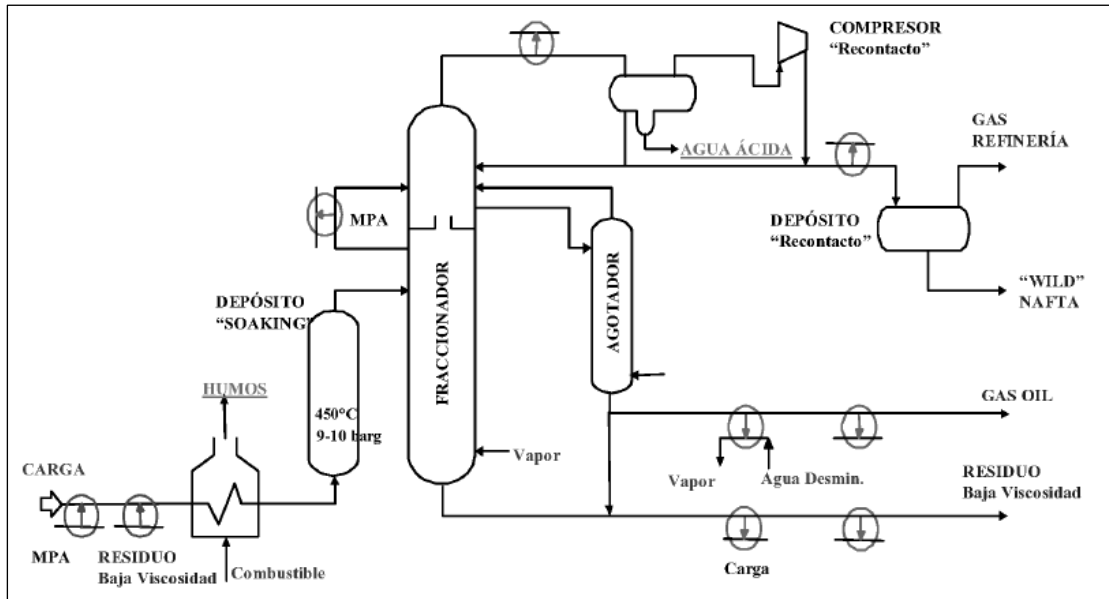 COMPRESOR
“Recontacto”
GAS
REFINERÍA
AGUA ÁCIDA
MPA
DEPÓSITO
“Recontacto”
DEPÓSITO
“SOAKING”
FRACCIONADOR
AGOTADOR
“WILD”
NAFTA
HUMOS
450°C
9-10 barg
GAS OIL
Vapor
CARGA
Vapor
Agua Desmin.
RESIDUO
Baja Viscosidad
MPA
RESIDUO
Baja Viscosidad
Combustible
Carga